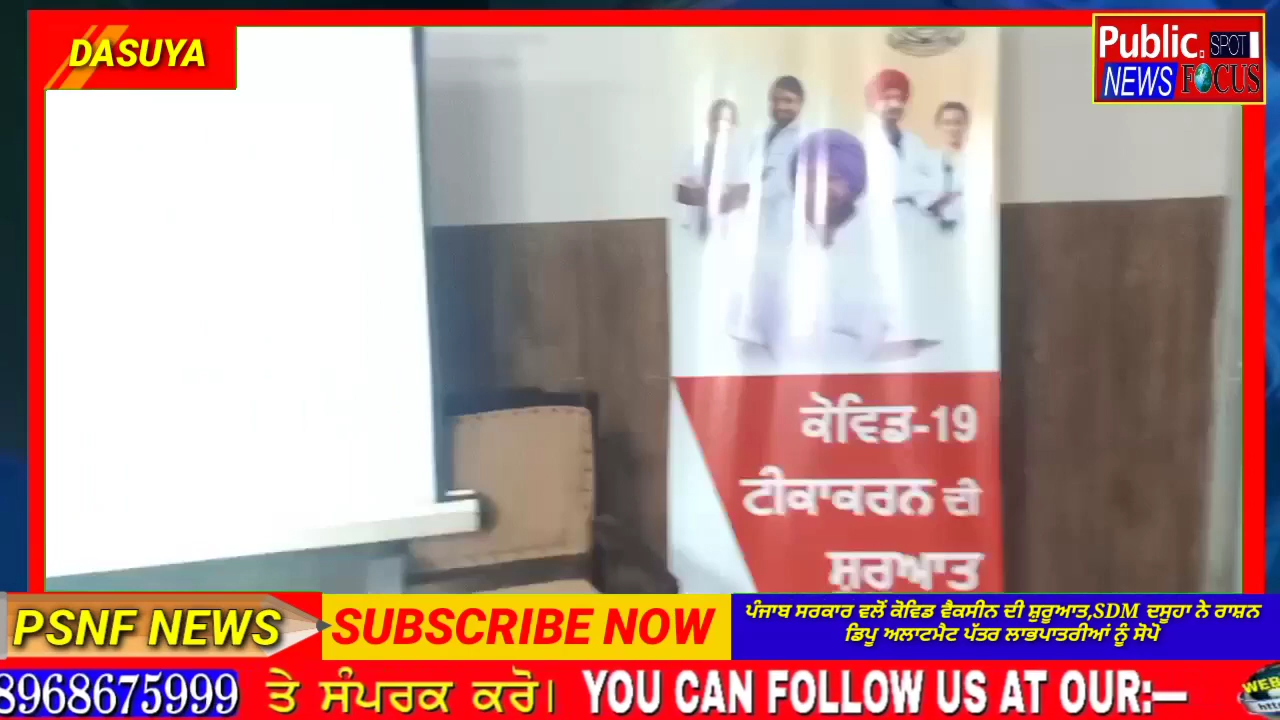 DASUYA
Public.
NEWS
SPOT
FOCUS
ਕੋਵਿਡ-19
ਟੀਕਾਕਰਨ ਦੀ
ਸ਼ੁਰੂਆਤ
PSNF NEWS
SUBSCRIBE NOW
ਪੰਜਾਬ ਸਰਕਾਰ ਵਲੋਂ ਕੋਵਿਡ ਵੈਕਸੀਨ ਦੀ ਸ਼ੁਰੂਆਤ,SDM ਦਸੂਹਾ ਨੇ ਰਾਸ਼ਨ
ਡਿਪੂ ਅਲਾਟਮੈਟ ਪੱਤਰ ਲਾਭਪਾਤਰੀਆਂ ਨੂੰ ਸੋਪੇ
8968675999 ਤੇ ਸੰਪਰਕ ਕਰੋ। YOU CAN FOLLOW US AT OUR:—
WEB